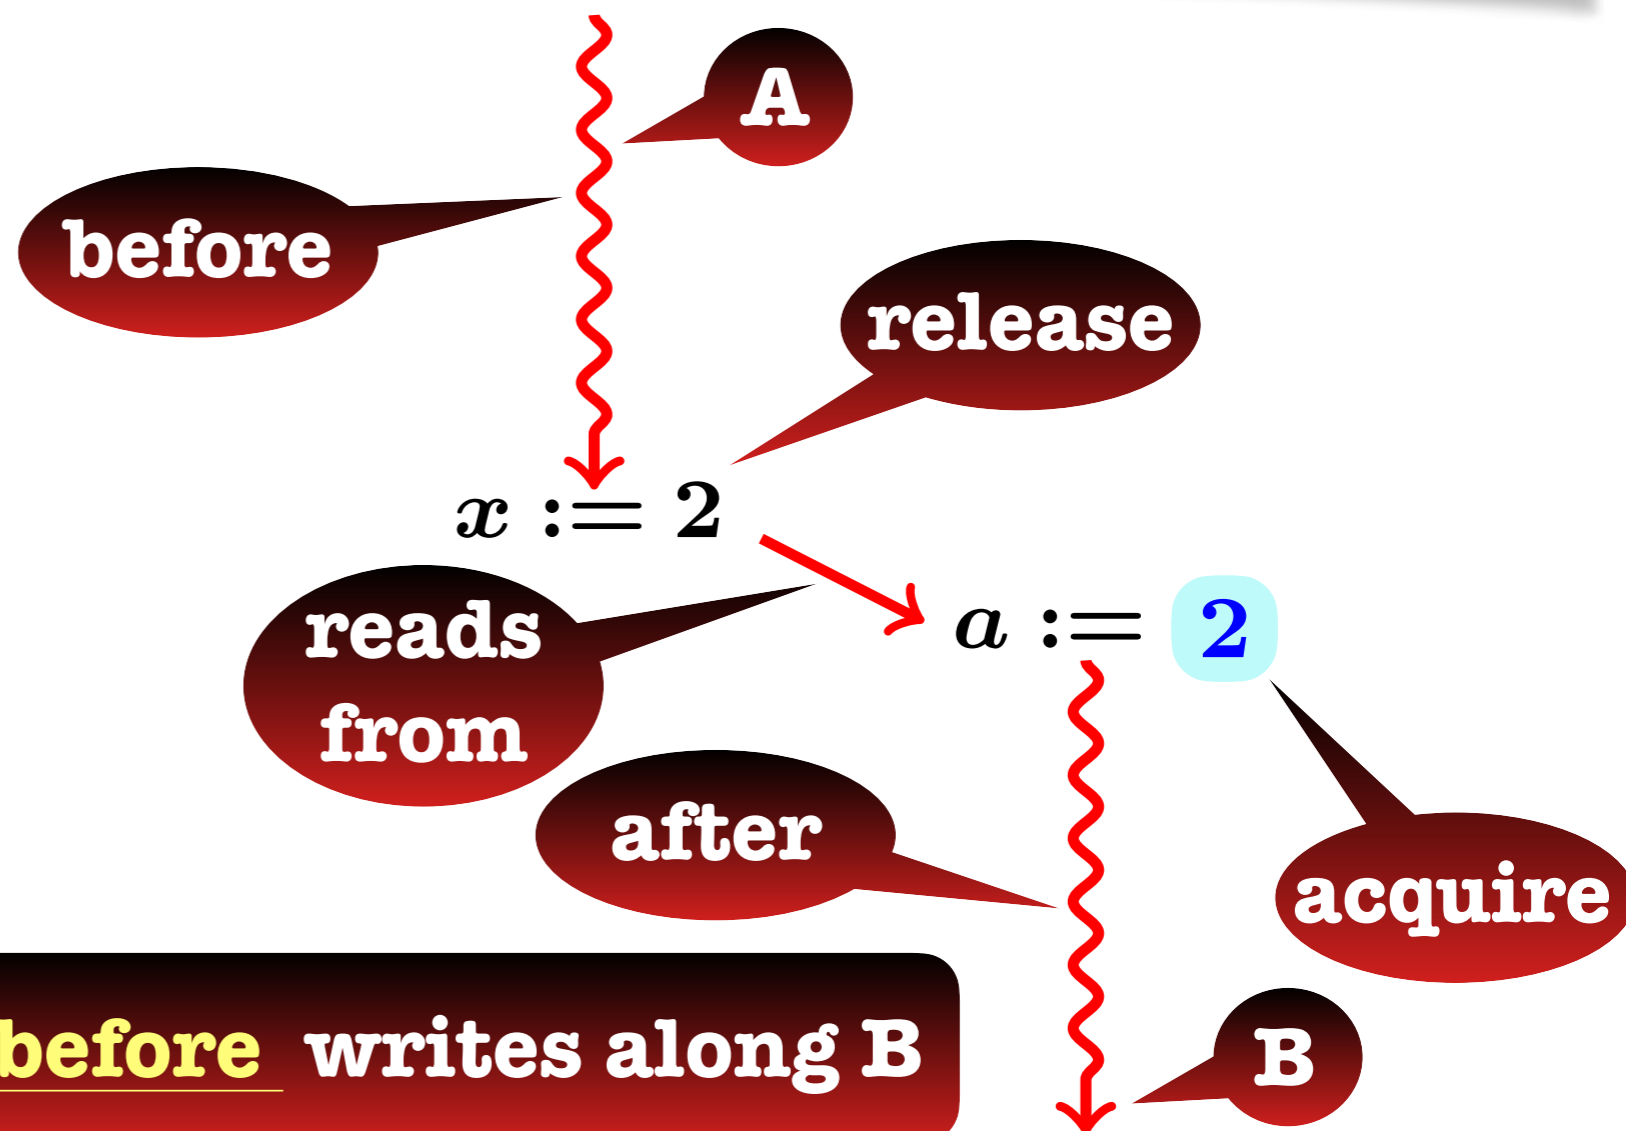 A
before
release
x := 2
reads
from
a := 2
after
acquire
before writes along B
B